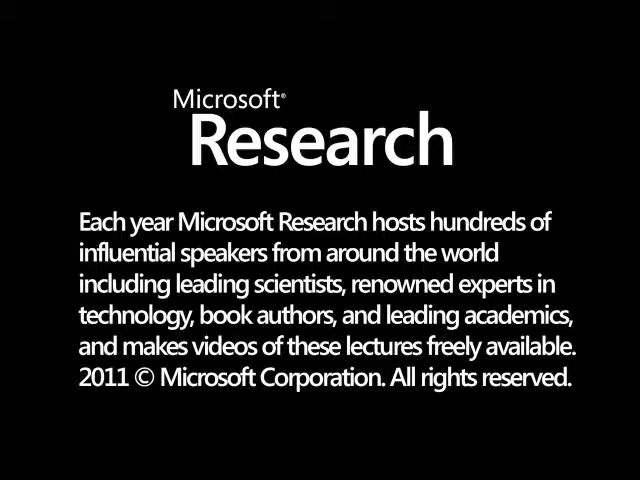 Microsoft®
Research
Each year Microsoft Research hosts hundreds of
influential speakers from around the world
including leading scientists, renowned experts in
technology, book authors, and leading academics,
and makes videos of these lectures freely available.
2011 © Microsoft Corporation. All rights reserved.